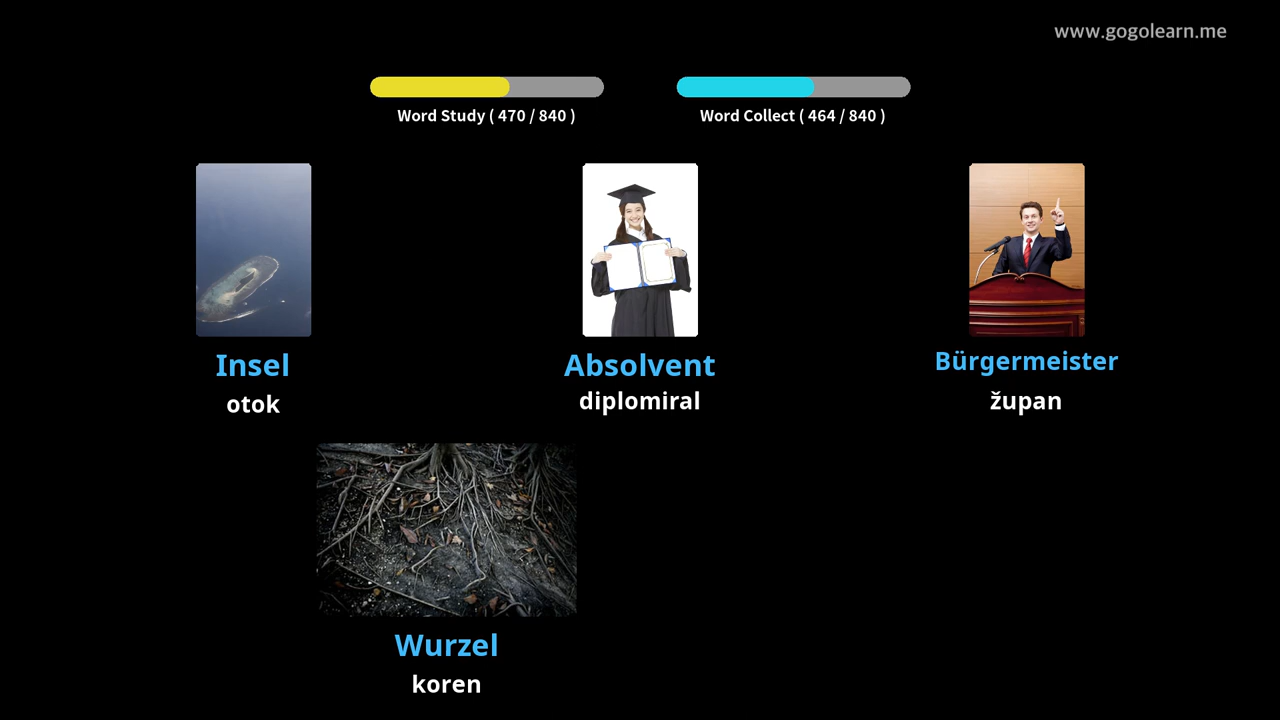 www.gogolearn.me
Word Study ( 470 / 840 )
Word Collect ( 464 / 840 )
Insel
otok
Absolvent
diplomiral
Bürgermeister
župan
Wurzel
koren